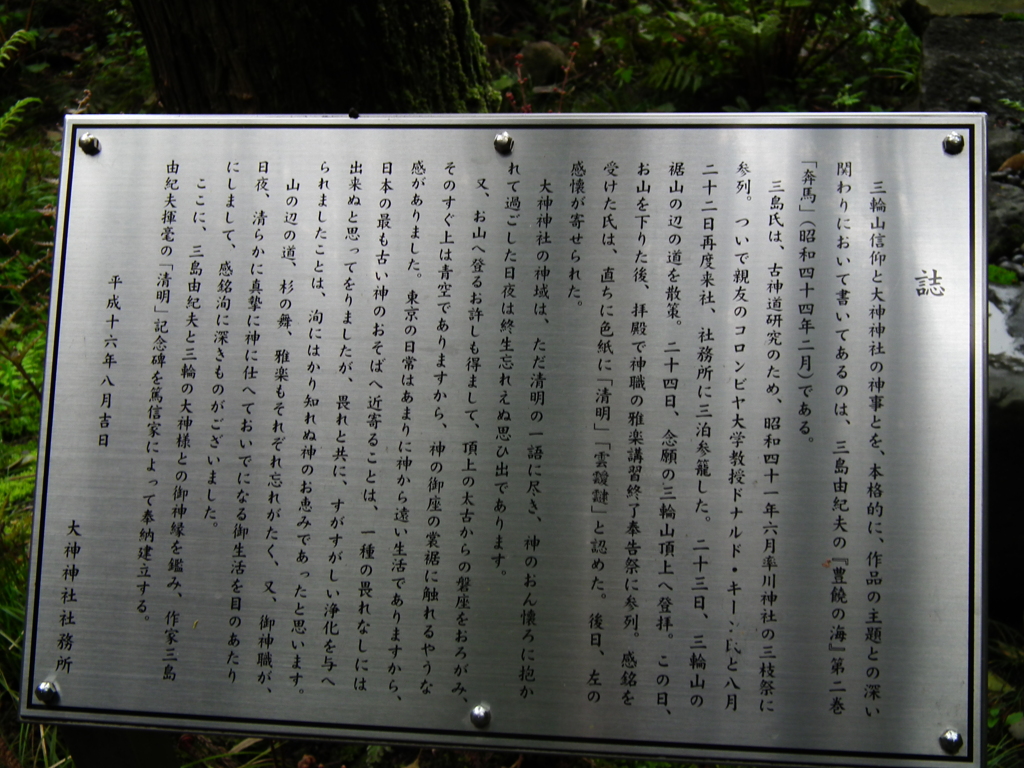 誌
三輪山信仰と大神神社の神事とを、本格的に、作品の主題との深い
関わりにおいて書いてあるのは、三島由紀夫の『豊饒の海』第二巻
「奔馬」(昭和四十四年二月)である。
三島氏は、古神道研究のため、昭和四十一年六月率川神社の三枝祭に
参列。ついで親友のコロンビヤ大学教授ドナルド・キーン氏と八月
二十二日再度来社、社務所に三泊参籠した。二十三日、三輪山の
裾山の辺の道を散策。二十四日、念願の三輪山頂上へ登拝。この日、
お山を下りた後、拝殿で神職の雅楽講習終了奉告祭に参列。感銘を
受けた氏は、直ちに色紙に「清明」「雲靉靆」と認めた。後日、左の
感懐が寄せられた。
大神神社の神域は、ただ清明の一語に尽き、神のおん懐ろに抱か
れて過ごした日夜は終生忘れえぬ思ひ出であります。
又、お山へ登るお許しも得まして、頂上の太古からの磐座をおろがみ、
そのすぐ上は青空でありますから、神の御座の裳裾に触れるやうな
感がありました。東京の日常はあまりに神から遠い生活でありますから、
日本の最も古い神のおそばへ近寄ることは、一種の畏れなしには
出来ぬと思ってをりましたが、畏れと共に、すがすがしい浄化を与へ
られましたことは、洵にはかり知れぬ神のお恵みであったと思います。
山の辺の道、杉の舞、雅楽もそれぞれ忘れがたく、又、御神職が、
日夜、清らかに真摯に神に仕へておいでになる御生活を目のあたり
にしまして、感銘洵に深きものがございました。
ここに、三島由紀夫と三輪の大神様との御神縁を鑑み、作家三島
由紀夫揮毫の「清明」記念碑を篤信家によって奉納建立する。
平成十六年八月吉日
大神神社社務所